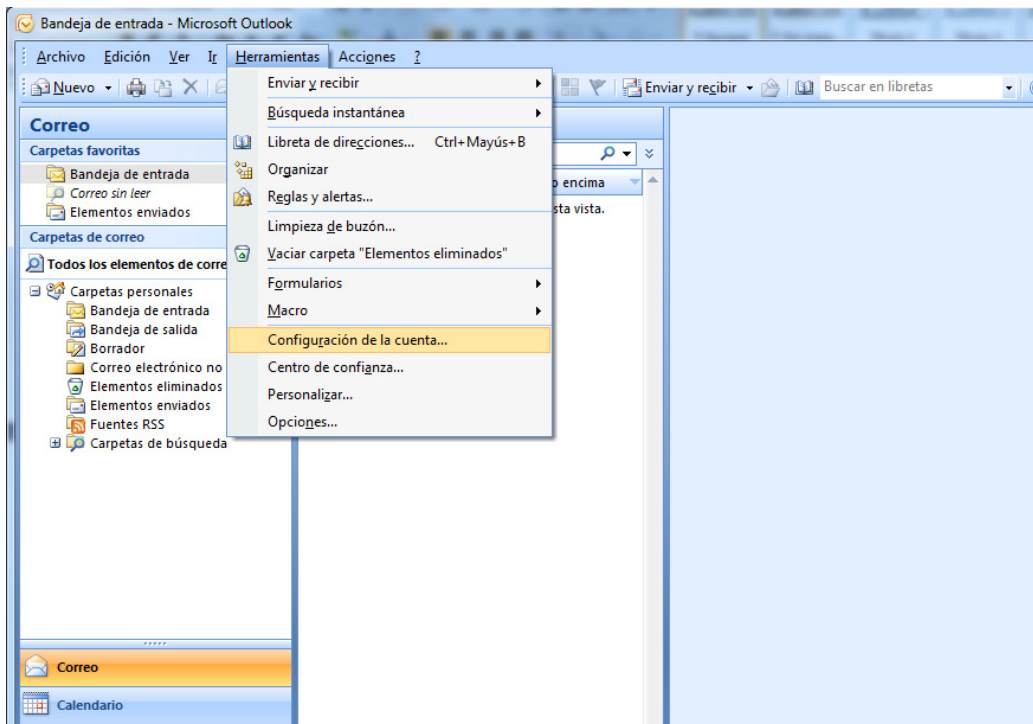 Bandeja de entrada - Microsoft Outlook
Archivo Edición Ver Ir Herramientas Acciones ?
Nuevo Enviar y recibir Buscar en libretas
Correo
Carpetas favoritas
Bandeja de entrada
Correo sin leer
Elementos enviados
Carpetas de correo
Todos los elementos de corre
Carpetas personales
Bandeja de entrada
Bandeja de salida
Borrador
Correo electrónico no
Elementos eliminados
Elementos enviados
Fuentes RSS
Carpetas de búsqueda
Enviar y recibir
Búsqueda instantánea
Libreta de direcciones... Ctrl+Mayús+B
Organizar
Reglas y alertas...
Limpieza de buzón...
Vaciar carpeta "Elementos eliminados"
Formularios
Macro
Configuración de la cuenta...
Centro de confianza...
Personalizar...
Opciones...
o encima
sta vista.
Correo
Calendario